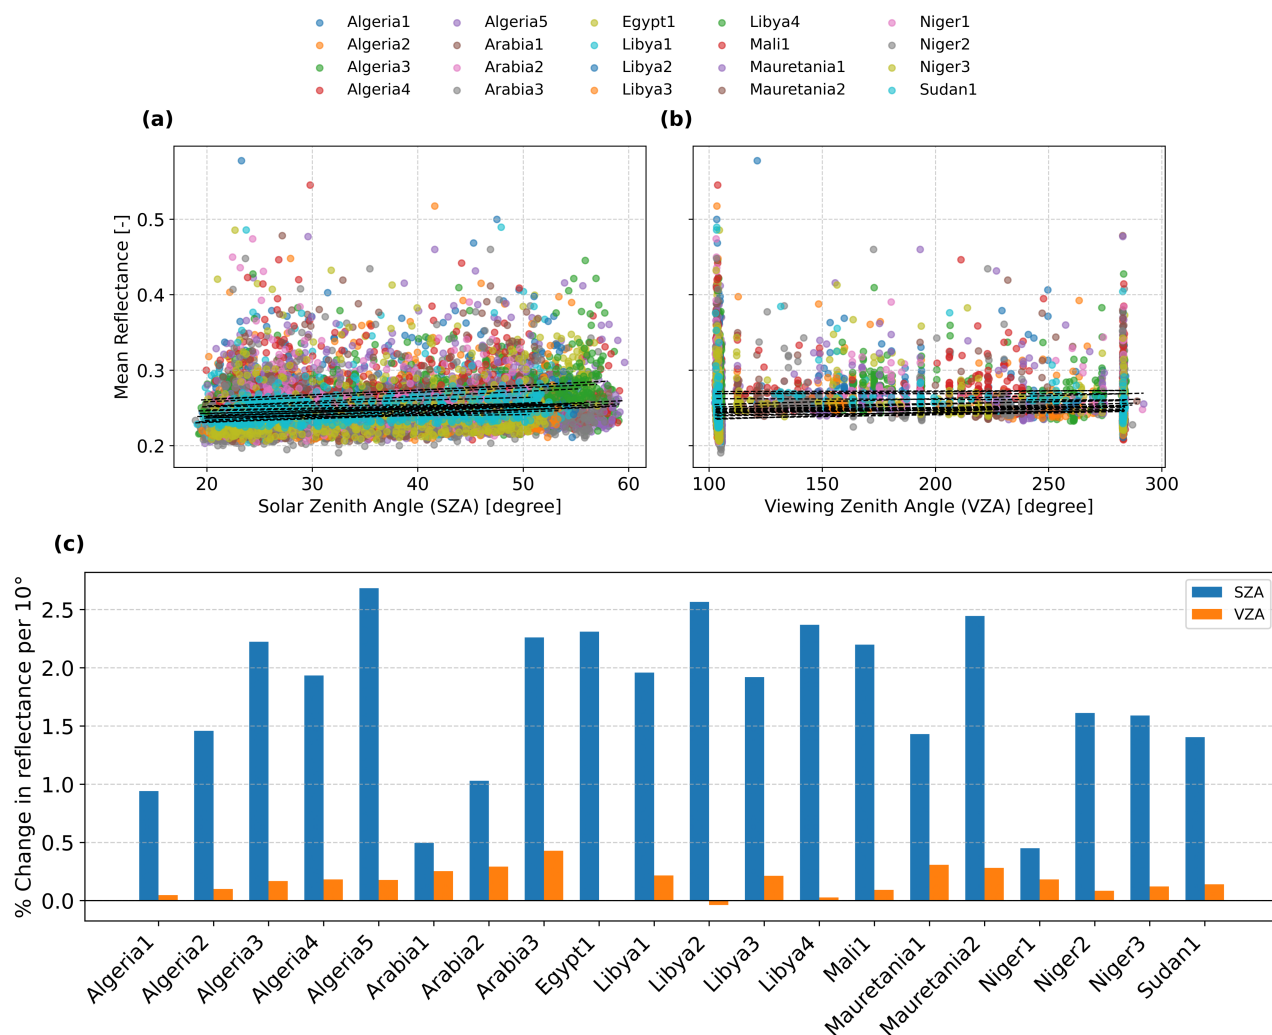 Algeria1 Algeria5 Egypt1 Libya4 Niger1
Algeria2 Arabia1 Libya1 Mali1 Niger2
Algeria3 Arabia2 Libya2 Mauretania1 Niger3
Algeria4 Arabia3 Libya3 Mauretania2 Sudan1
(a) (b)
Mean Reflectance [-]
0.5
0.4
0.3
0.2
20 30 40 50 60
Solar Zenith Angle (SZA) [degree]
100 150 200 250 300
Viewing Zenith Angle (VZA) [degree]
(c)
% Change in reflectance per 10°
2.5
2.0
1.5
1.0
0.5
0.0
SZA
VZA
Algeria1 Algeria2 Algeria3 Algeria4 Algeria5 Arabia1 Arabia2 Arabia3 Egypt1 Libya1 Libya2 Libya3 Libya4 Mali1 Mauretania1 Mauretania2 Niger1 Niger2 Niger3 Sudan1